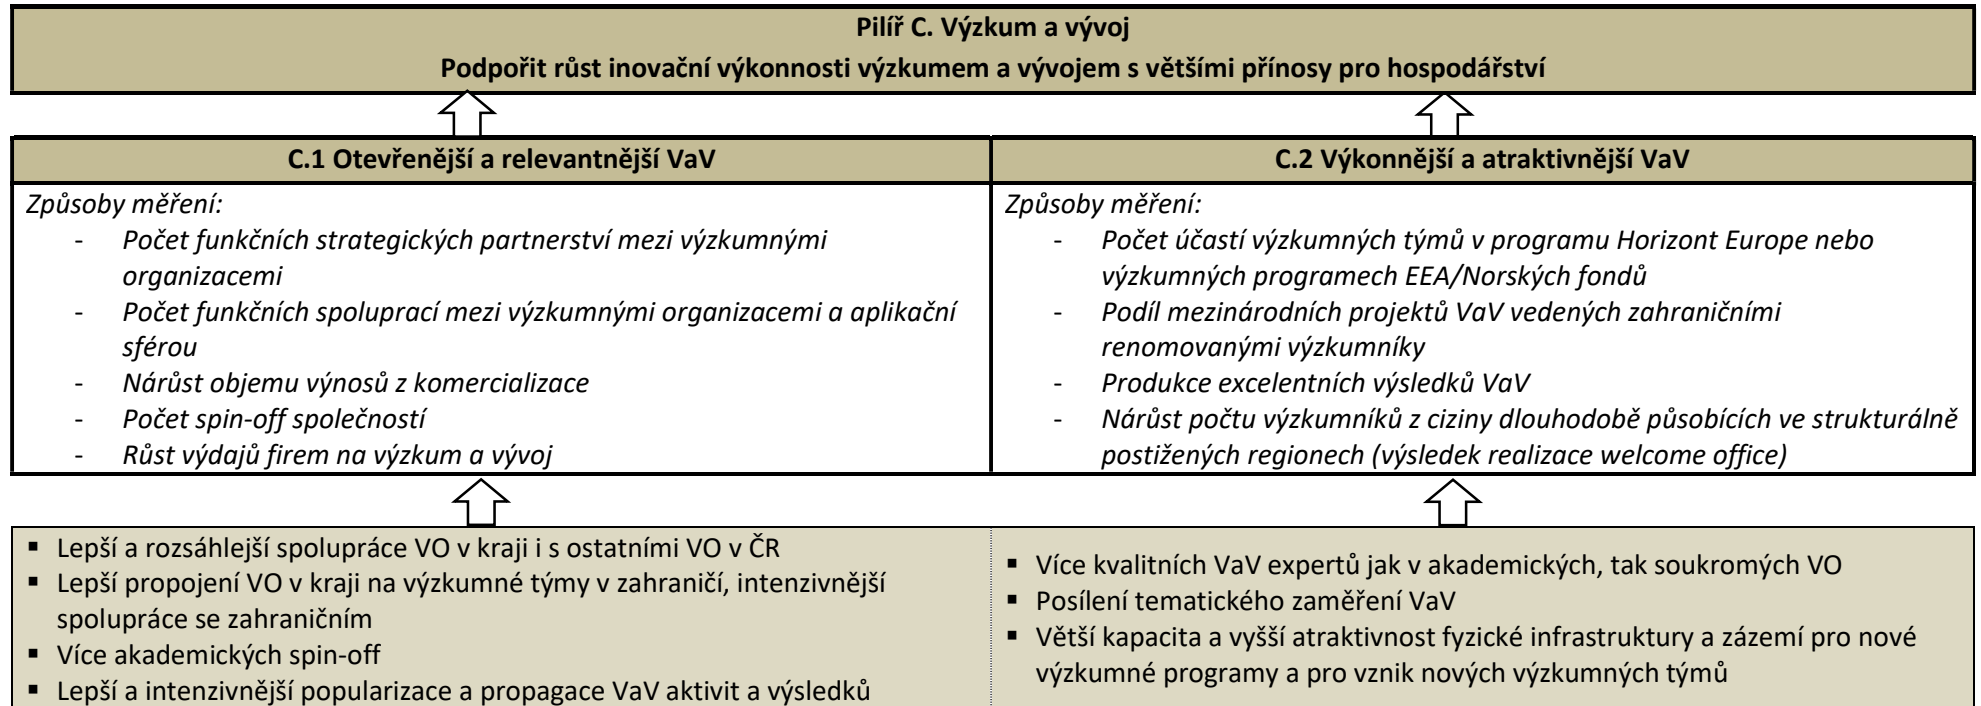 Pilíř C. Výzkum a vývoj
Podpořit růst inovační výkonnosti výzkumem a vývojem s většími přínosy pro hospodářství
C.1 Otevřenější a relevantnější VaV
Způsoby měření:
- Počet funkčních strategických partnerství mezi výzkumnými
organizacemi
- Počet funkčních spoluprací mezi výzkumnými organizacemi a aplikační
sférou
- Nárůst objemu výnosů z komercializace
- Počet spin-off společností
- Růst výdajů firem na výzkum a vývoj
C.2 Výkonnější a atraktivnější VaV
Způsoby měření:
- Počet účastí výzkumných týmů v programu Horizont Europe nebo
výzkumných programech EEA/Norských fondů
- Podíl mezinárodních projektů VaV vedených zahraničními
renomovanými výzkumníky
- Produkce excelentních výsledků VaV
- Nárůst počtu výzkumníků z ciziny dlouhodobě působících ve strukturálně
postižených regionech (výsledek realizace welcome office)
▪ Lepší a rozsáhlejší spolupráce VO v kraji i s ostatními VO v ČR
▪ Lepší propojení VO v kraji na výzkumné týmy v zahraničí, intenzivnější
spolupráce se zahraničním
▪ Více akademických spin-off
▪ Lepší a intenzivnější popularizace a propagace VaV aktivit a výsledků
▪ Více kvalitních VaV expertů jak v akademických, tak soukromých VO
▪ Posílení tematického zaměření VaV
▪ Větší kapacita a vyšší atraktivnost fyzické infrastruktury a zázemí pro nové
výzkumné programy a pro vznik nových výzkumných týmů